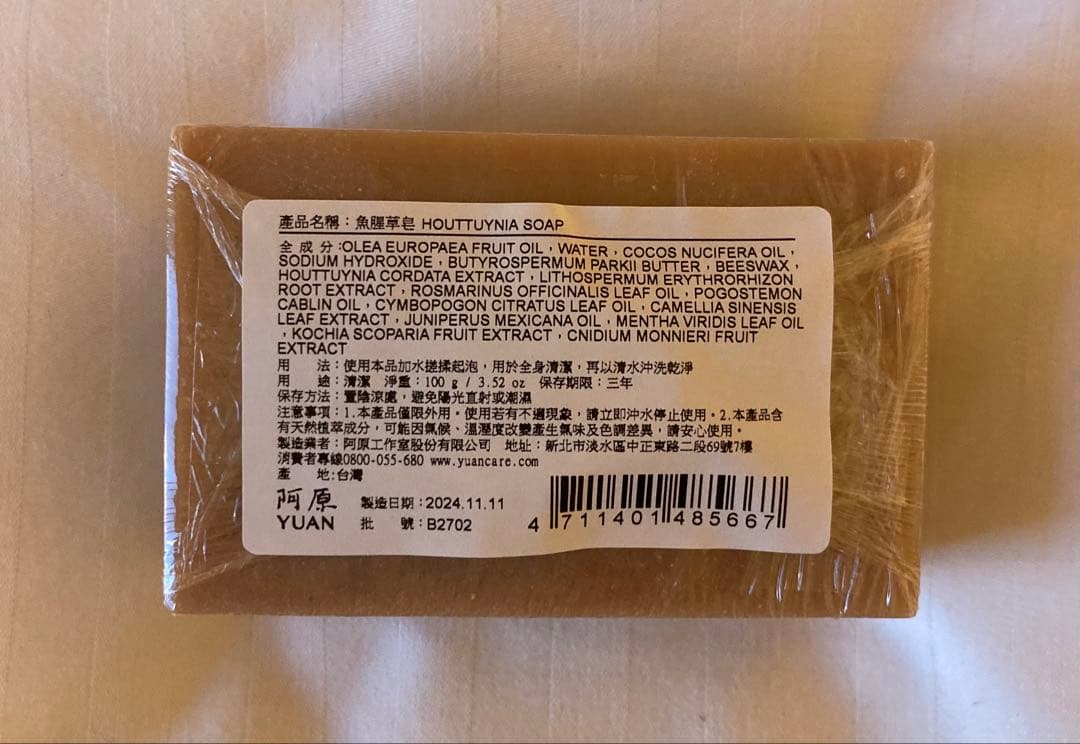 產品名稱：魚腥草皂 HOUTTUYNIA SOAP
全 成 分:OLEA EUROPAEA FRUIT OIL，WATER，COCOS NUCIFERA OIL，
SODIUM HYDROXIDE，BUTYROSPERMUM PARKII BUTTER，BEESWAX，
HOUTTUYNIA CORDATA EXTRACT，LITHOSPERMUM ERYTHRORHIZON
ROOT EXTRACT，ROSMARINUS OFFICINALIS LEAF OIL，POGOSTEMON
CABLIN OIL，CYMBOPOGON CITRATUS LEAF OIL，CAMELLIA SINENSIS
LEAF EXTRACT，JUNIPERUS MEXICANA OIL，MENTHA VIRIDIS LEAF OIL
，KOCHIA SCOPARIA FRUIT EXTRACT，CNIDIUM MONNIERI FRUIT
EXTRACT
用 法：使用本品加水搓揉起泡，用於全身清潔，再以清水沖洗乾淨
用 途：清潔 淨重：100 g / 3.52 oz 保存期限：三年
保存方法：置陰涼處，避免陽光直射或潮濕
注意事項：1.本產品僅限外用。使用若有不適現象，請立即沖水停止使用。2.本產品含
有天然植萃成分，可能因氣候、溫溼度改變產生氣味及色調差異，請安心使用。
製造業者：阿原工作室股份有限公司 地址：新北市淡水區中正東路二段69號7樓
消費者專線0800-055-680 www.yuancare.com
產 地:台灣
阿原 製造日期：2024.11.11
YUAN 批 號：B2702
4 711401 485667